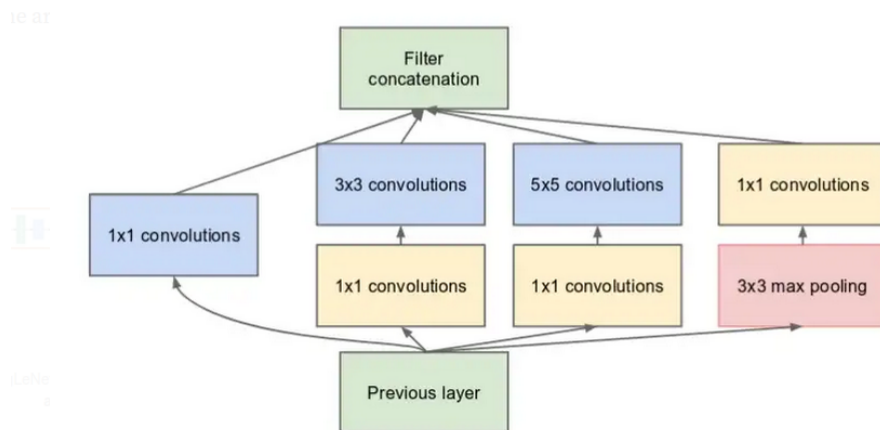 Filter
concatenation
3x3 convolutions
5x5 convolutions
1x1 convolutions
1x1 convolutions
1x1 convolutions
1x1 convolutions
3x3 max pooling
Previous layer